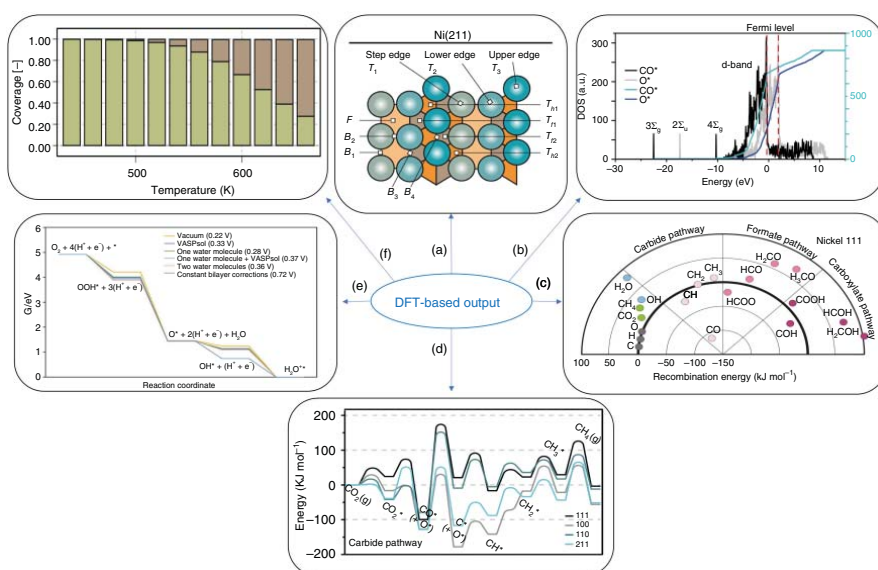 1.00
0.80
0.60
0.40
0.20
0.00
Coverage [–]
500
600
Temperature (K)
Ni(211)
Step edge
Lower edge
Upper edge
T1
T2
T3
F
B2
B1
B3
B4
Th1
Tf1
Tf2
Th2
Fermi level
d-band
CO*
O*
CO*
O*
3Σg
2Σu
4Σg
300
200
100
0
DOS (a.u.)
1000
500
0
–30
–20
–10
0
10
Energy (eV)
(f)
(a)
(b)
(e)
DFT-based output
(c)
(d)
O2 + 4(H+ + e–) + *
Vacuum (0.22 V)
VASPsol (0.33 V)
One water molecule (0.28 V)
One water molecule + VASPsol (0.37 V)
Two water molecules (0.36 V)
Constant bilayer corrections (0.72 V)
OOH* + 3(H+ + e–)
O* + 2(H+ + e–) + H2O
OH* + (H+ + e–)
H2O**
6
5
4
3
2
1
0
G/eV
Reaction coordinate
Carbide pathway
Formate pathway
Carboxylate pathway
Nickel 111
H2O
OH
CH4
CO2
O
H
C
CH
CH2
CH3
HCO
HCOO
H2CO
H3CO
COOH
HCOH
H2COH
COH
CO
100
50
0
–50
–100
–150
Recombination energy (kJ mol–1)
200
100
0
–100
–200
Energy (KJ mol–1)
CO2(g)
CO2*
CO*
(+ O*)
C*
(+ O*)
CH*
CH2*
CH3*
CH4(g)
Carbide pathway
111
100
110
211